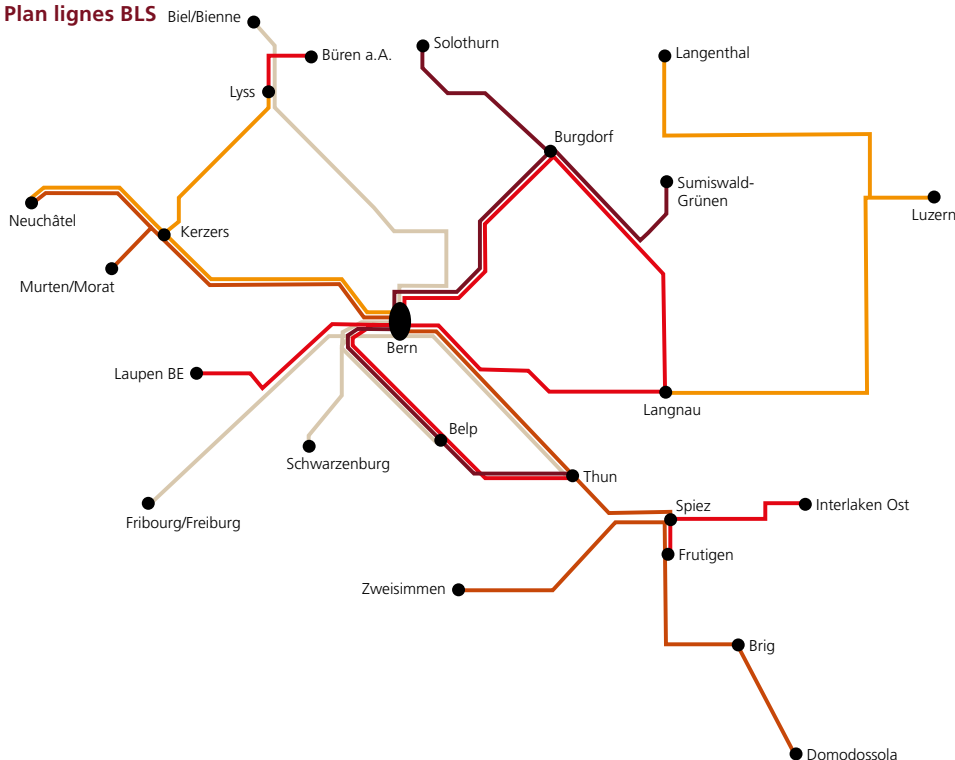 Plan lignes BLS
Biel/Bienne
Solothurn
Büren a.A.
Langenthal
Lyss
Burgdorf
Sumiswald-
Grünen
Luzern
Neuchâtel
Kerzers
Murten/Morat
Bern
Laupen BE
Langnau
Belp
Schwarzenburg
Thun
Fribourg/Freiburg
Spiez
Interlaken Ost
Frutigen
Zweisimmen
Brig
Domodossola